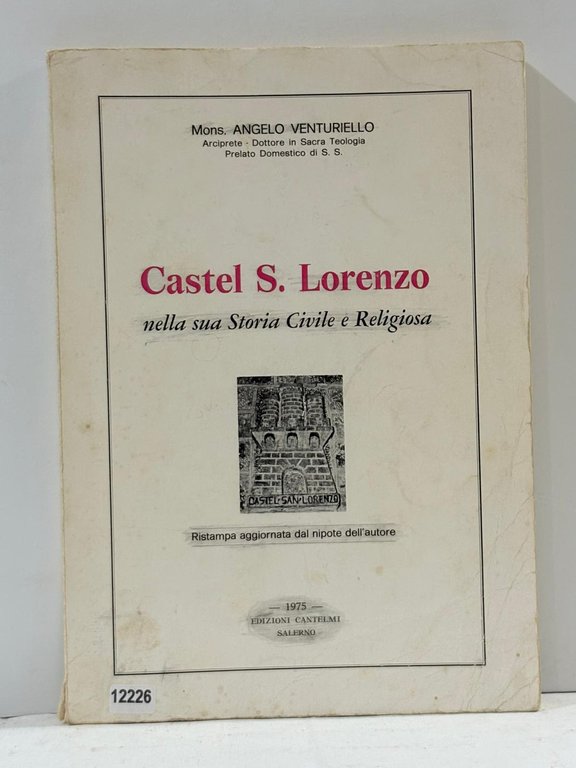 Mons. ANGELO VENTURIELLO
Arciprete - Dottore in Sacra Teologia
Prelato Domestico di S. S.
Castel S. Lorenzo
nella sua Storia Civile e Religiosa
CASTEL·SAN·LORENZO
Ristampa aggiornata dal nipote dell'autore
— 1975 —
EDIZIONI CANTELMI
SALERNO
12226